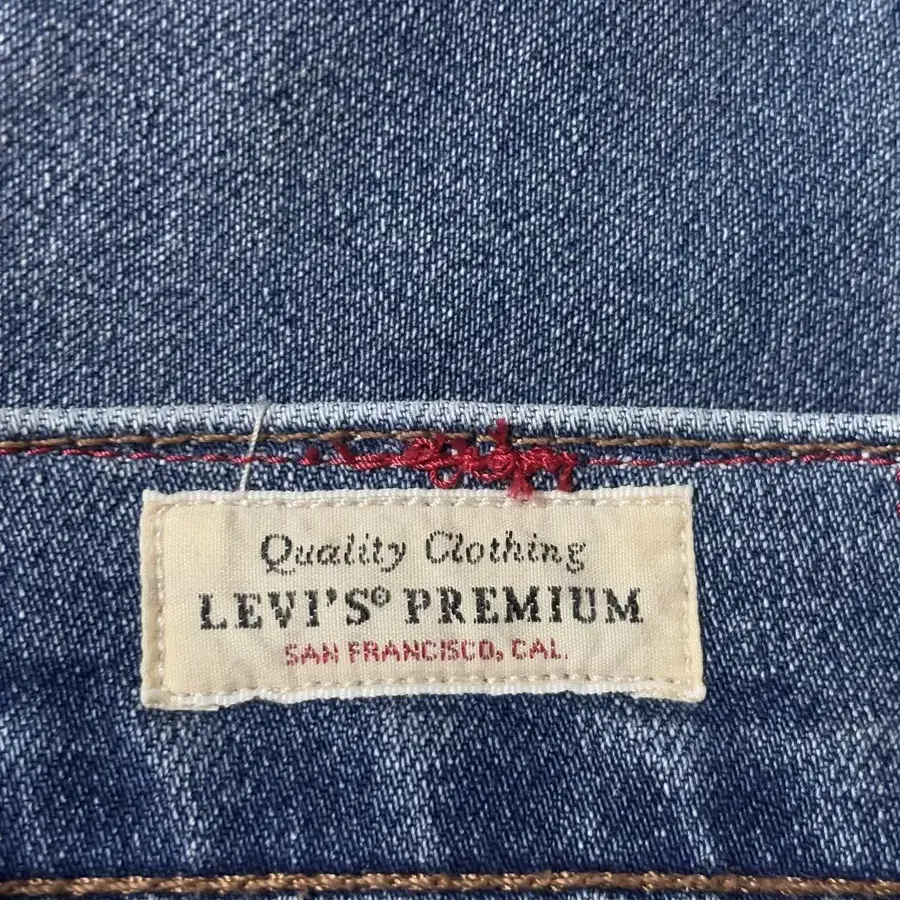 Quality Clothing
LEVI'S® PREMIUM
SAN FRANCISCO, CAL.